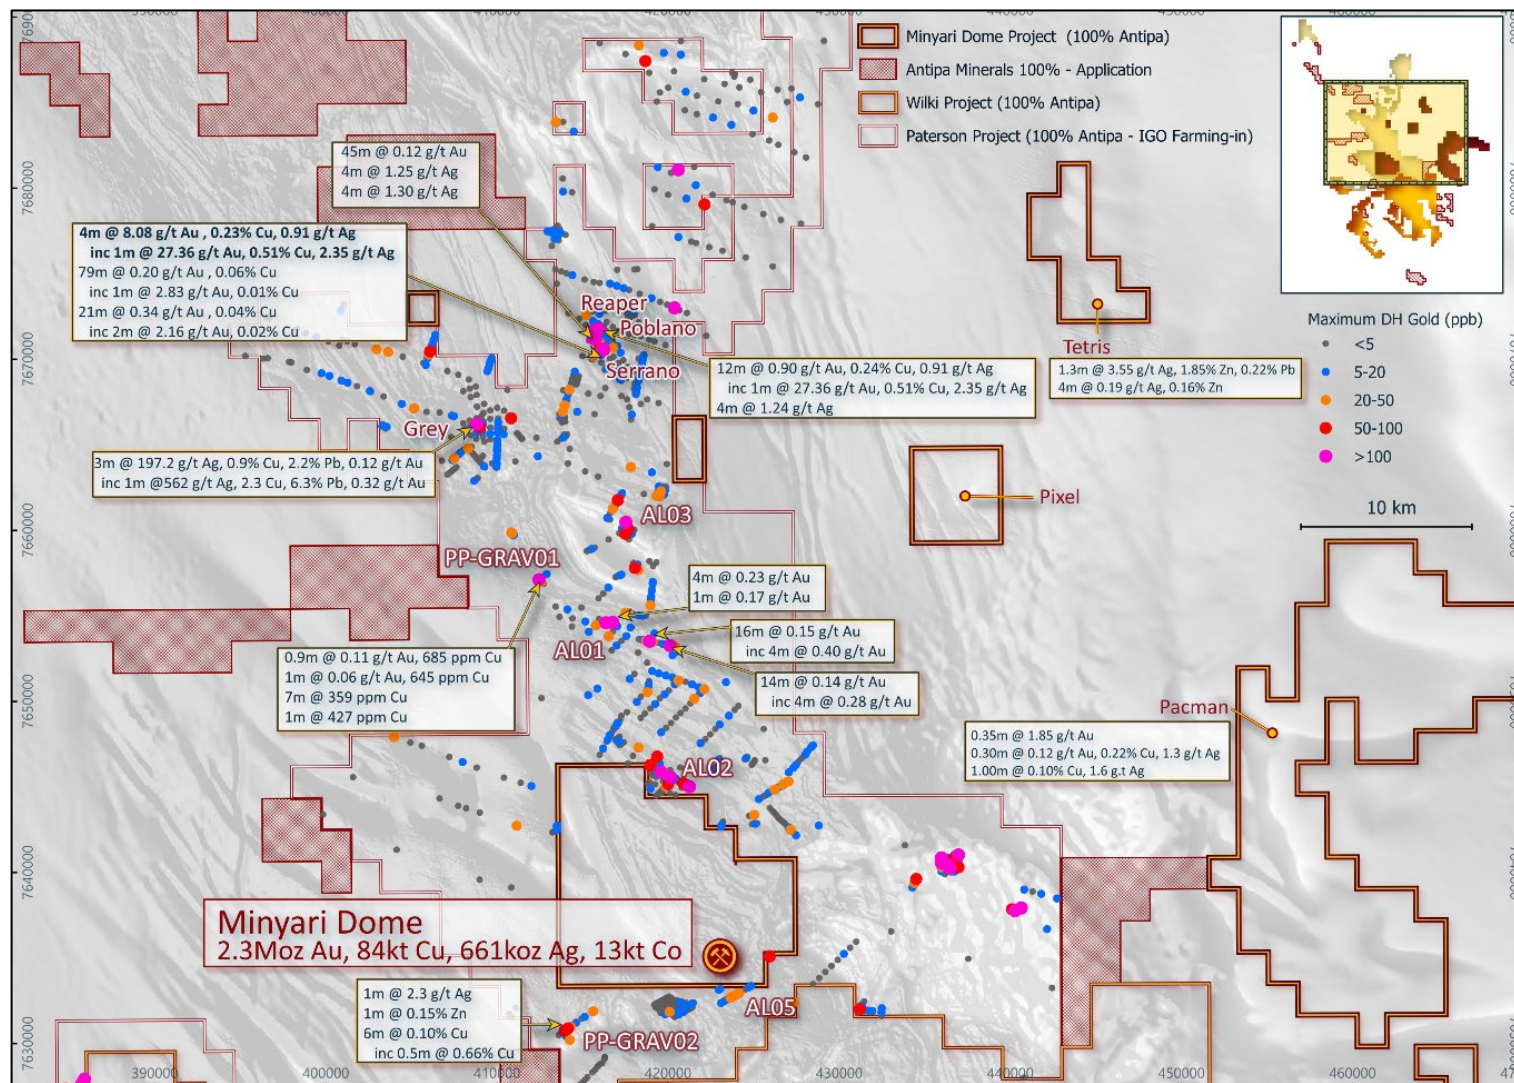 390000
400000
410000
420000
430000
440000
450000
460000
7680000
7670000
7660000
7650000
7640000
7630000
Minyari Dome Project (100% Antipa)
Antipa Minerals 100% - Application
Wilki Project (100% Antipa)
Paterson Project (100% Antipa - IGO Farming-in)
45m @ 0.12 g/t Au
4m @ 1.25 g/t Ag
4m @ 1.30 g/t Ag
4m @ 8.08 g/t Au , 0.23% Cu, 0.91 g/t Ag
inc 1m @ 27.36 g/t Au, 0.51% Cu, 2.35 g/t Ag
79m @ 0.20 g/t Au , 0.06% Cu
inc 1m @ 2.83 g/t Au, 0.01% Cu
21m @ 0.34 g/t Au , 0.04% Cu
inc 2m @ 2.16 g/t Au, 0.02% Cu
Reaper
Poblano
Serrano
12m @ 0.90 g/t Au, 0.24% Cu, 0.91 g/t Ag
inc 1m @ 27.36 g/t Au, 0.51% Cu, 2.35 g/t Ag
4m @ 1.24 g/t Ag
Tetris
1.3m @ 3.55 g/t Ag, 1.85% Zn, 0.22% Pb
4m @ 0.19 g/t Ag, 0.16% Zn
Maximum DH Gold (ppb)
<5
5-20
20-50
50-100
>100
10 km
Grey
3m @ 197.2 g/t Ag, 0.9% Cu, 2.2% Pb, 0.12 g/t Au
inc 1m @562 g/t Ag, 2.3 Cu, 6.3% Pb, 0.32 g/t Au
Pixel
AL03
PP-GRAV01
4m @ 0.23 g/t Au
1m @ 0.17 g/t Au
16m @ 0.15 g/t Au
inc 4m @ 0.40 g/t Au
AL01
14m @ 0.14 g/t Au
inc 4m @ 0.28 g/t Au
0.9m @ 0.11 g/t Au, 685 ppm Cu
1m @ 0.06 g/t Au, 645 ppm Cu
7m @ 359 ppm Cu
1m @ 427 ppm Cu
Pacman
0.35m @ 1.85 g/t Au
0.30m @ 0.12 g/t Au, 0.22% Cu, 1.3 g/t Ag
1.00m @ 0.10% Cu, 1.6 g.t Ag
AL02
Minyari Dome
2.3Moz Au, 84kt Cu, 661koz Ag, 13kt Co
AL05
1m @ 2.3 g/t Ag
1m @ 0.15% Zn
6m @ 0.10% Cu
inc 0.5m @ 0.66% Cu
PP-GRAV02
390000
400000
410000
420000
430000
440000
450000
460000